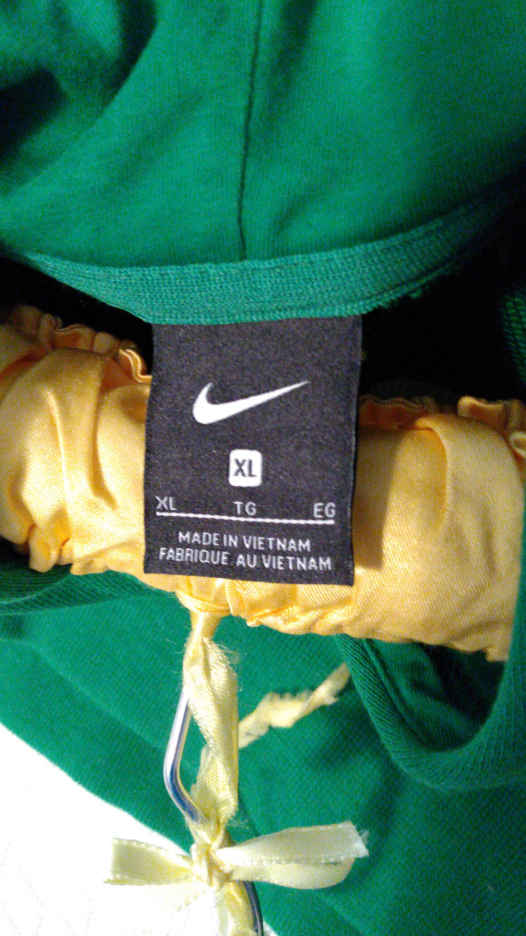 XL
XL TG EG
MADE IN VIETNAM
FABRIQUE AU VIETNAM